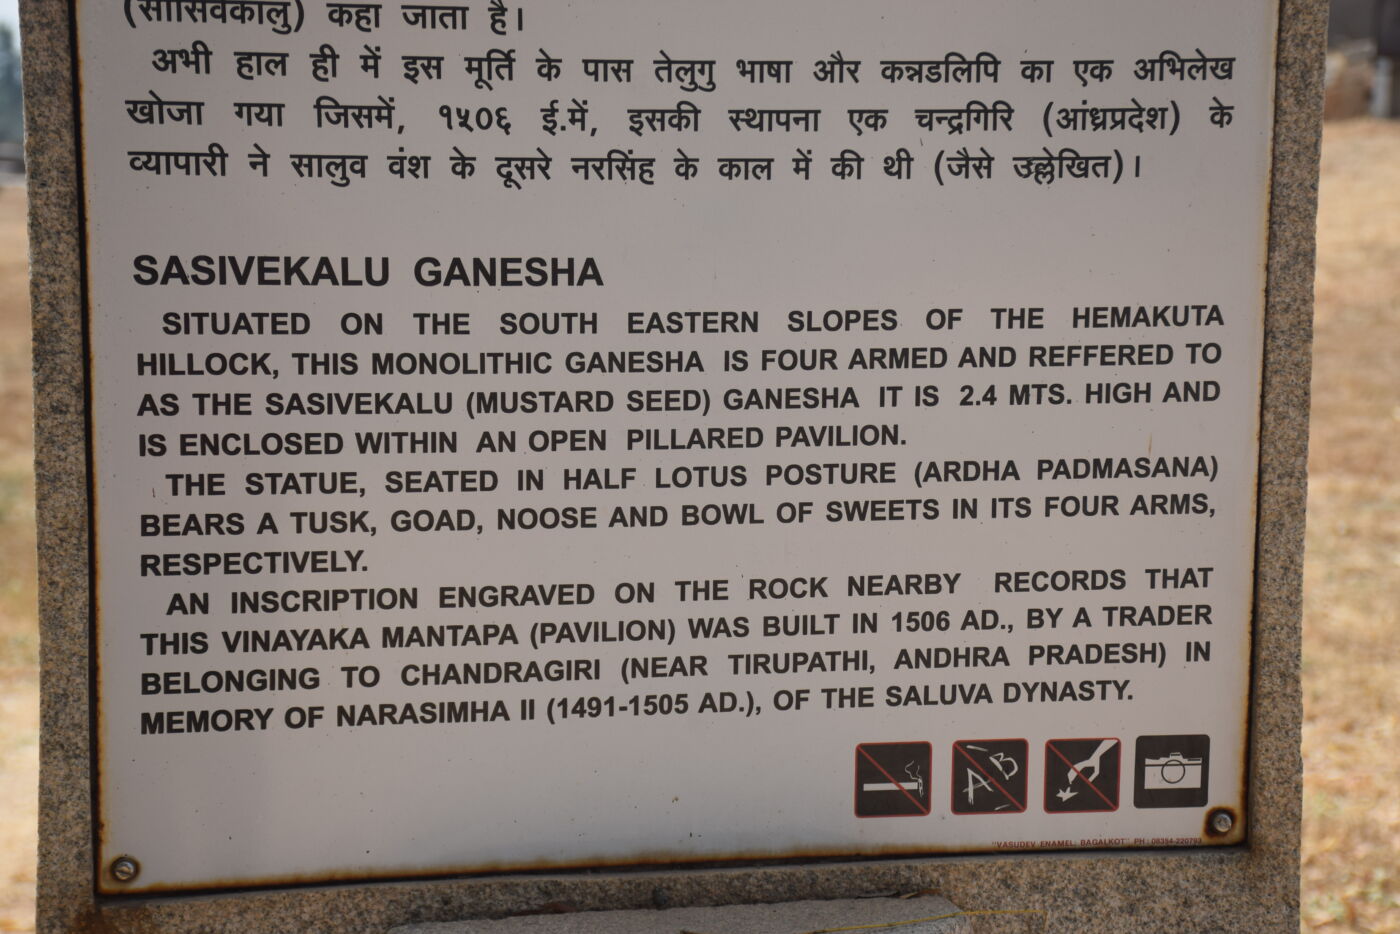 (सासिवेकालु) कहा जाता है।
अभी हाल ही में इस मूर्ति के पास तेलुगु भाषा और कन्नडलिपि का एक अभिलेख
खोजा गया जिसमें, १५०६ ई.में, इसकी स्थापना एक चन्द्रगिरि (आंध्रप्रदेश) के
व्यापारी ने सालुव वंश के दूसरे नरसिंह के काल में की थी (जैसे उल्लेखित)।
SASIVEKALU GANESHA
SITUATED ON THE SOUTH EASTERN SLOPES OF THE HEMAKUTA
HILLOCK, THIS MONOLITHIC GANESHA IS FOUR ARMED AND REFFERED TO
AS THE SASIVEKALU (MUSTARD SEED) GANESHA IT IS 2.4 MTS. HIGH AND
IS ENCLOSED WITHIN AN OPEN PILLARED PAVILION.
THE STATUE, SEATED IN HALF LOTUS POSTURE (ARDHA PADMASANA)
BEARS A TUSK, GOAD, NOOSE AND BOWL OF SWEETS IN ITS FOUR ARMS,
RESPECTIVELY.
AN INSCRIPTION ENGRAVED ON THE ROCK NEARBY RECORDS THAT
THIS VINAYAKA MANTAPA (PAVILION) WAS BUILT IN 1506 AD., BY A TRADER
BELONGING TO CHANDRAGIRI (NEAR TIRUPATHI, ANDHRA PRADESH) IN
MEMORY OF NARASIMHA II (1491-1505 AD.), OF THE SALUVA DYNASTY.
A B
"VASUDEV ENAMEL, BAGALKOT" PH : 08354-220793